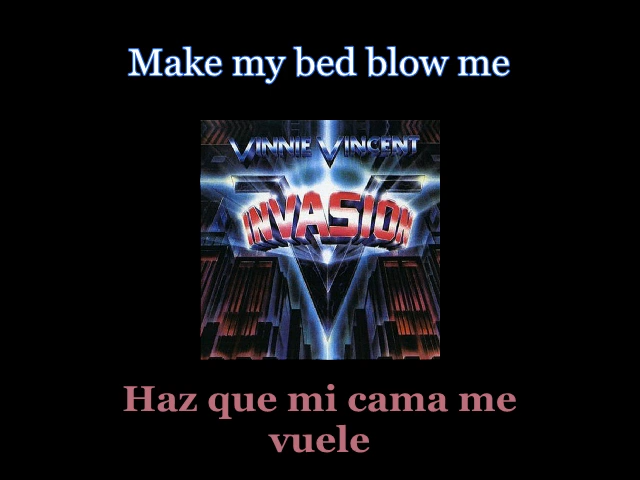 Make my bed blow me
VINNIE VINCENT
INVASION
Haz que mi cama me
vuele